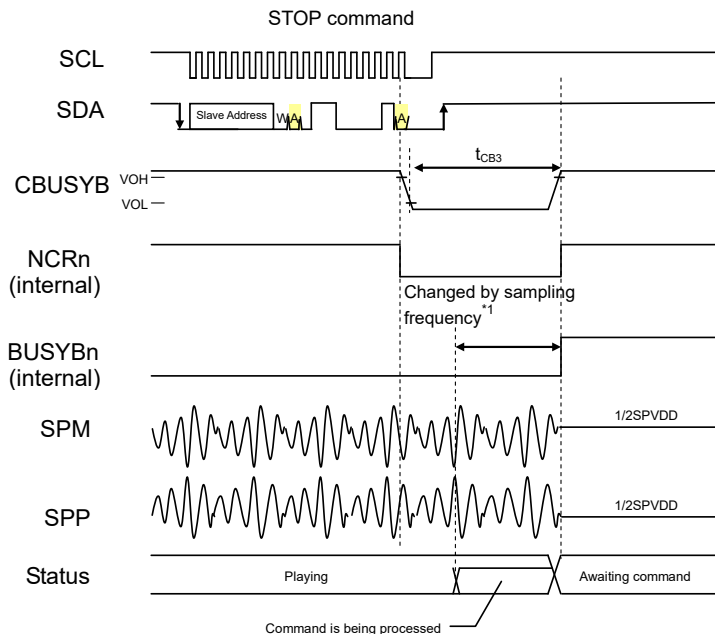 STOP command
SCL
SDA
Slave Address
W
A
A
tCB3
CBUSYB
VOH
VOL
NCRn
(internal)
Changed by sampling
frequency*1
BUSYBn
(internal)
SPM
1/2SPVDD
SPP
1/2SPVDD
Status
Playing
Awaiting command
Command is being processed